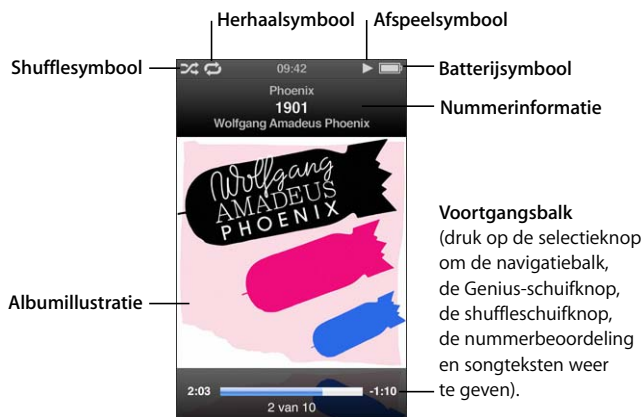 Herhaalsymbool
Afspeelsymbool
Shufflesymbool
09:42
Batterijsymbool
Phoenix
1901
Wolfgang Amadeus Phoenix
Nummerinformatie
Wolfgang
AMADEUS
PHOENIX
Voortgangsbalk
(druk op de selectieknop
om de navigatiebalk,
de Genius-schuifknop,
de shuffleschuifknop,
de nummerbeoordeling
en songteksten weer
te geven).
Albumillustratie
2:03
-1:10
2 van 10